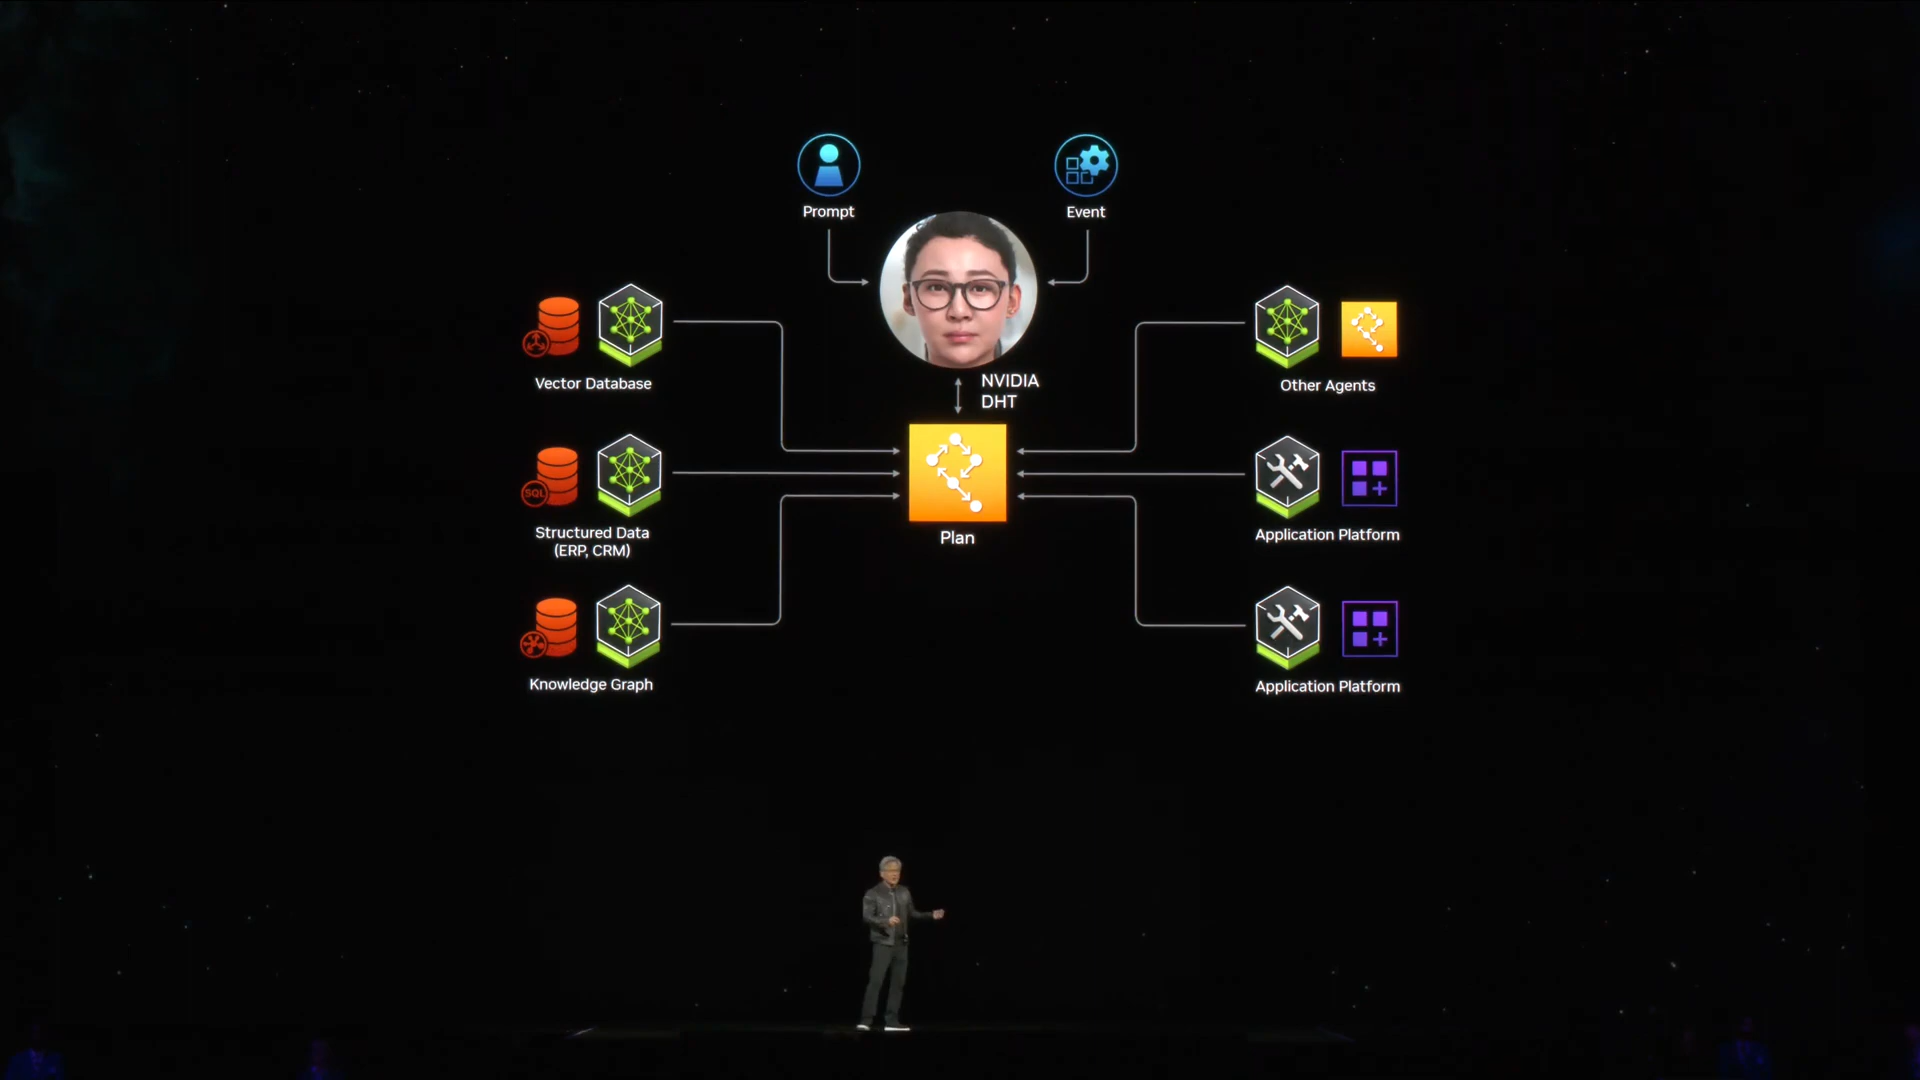 Prompt
Event
NVIDIA
DHT
Vector Database
Other Agents
SQL
Structured Data
(ERP, CRM)
Plan
Application Platform
Knowledge Graph
Application Platform